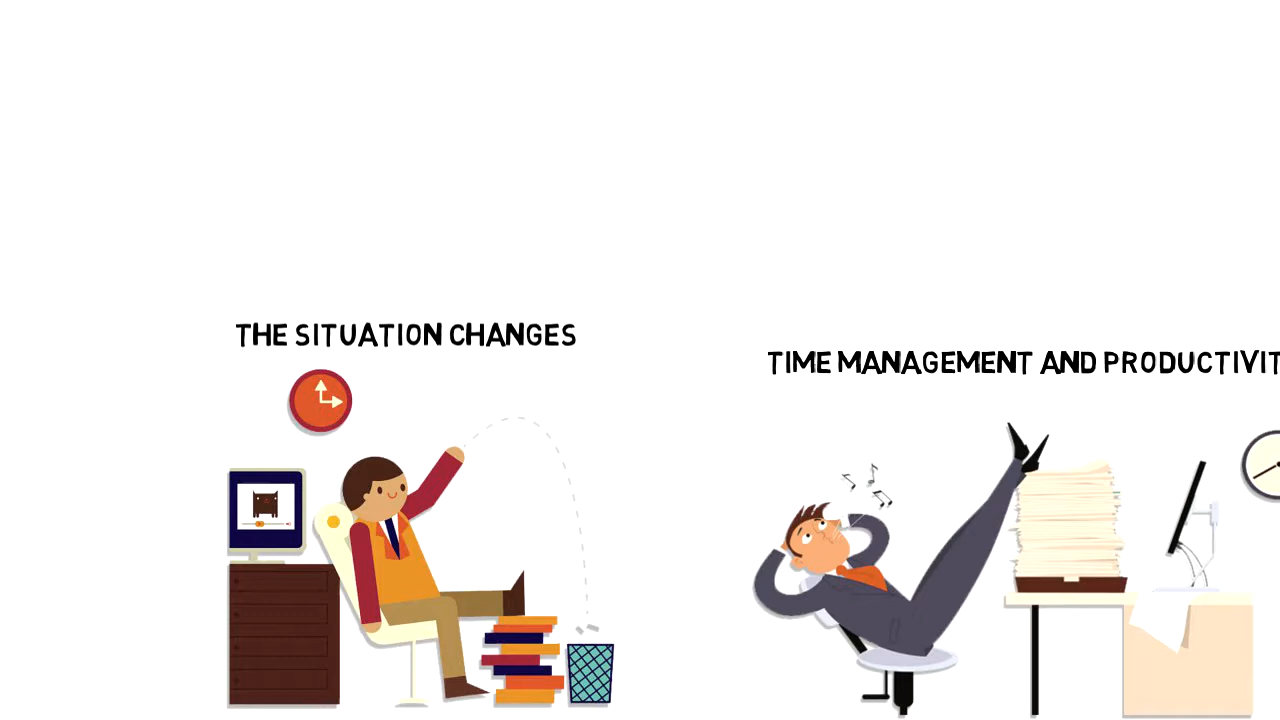 THE SITUATION CHANGES
TIME MANAGEMENT AND PRODUCTIVIT